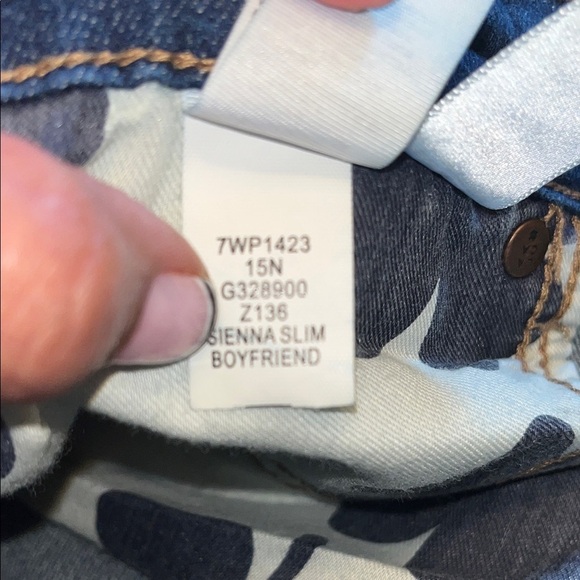 7WP1423
15N
G328900
Z136
SIENNA SLIM
BOYFRIEND